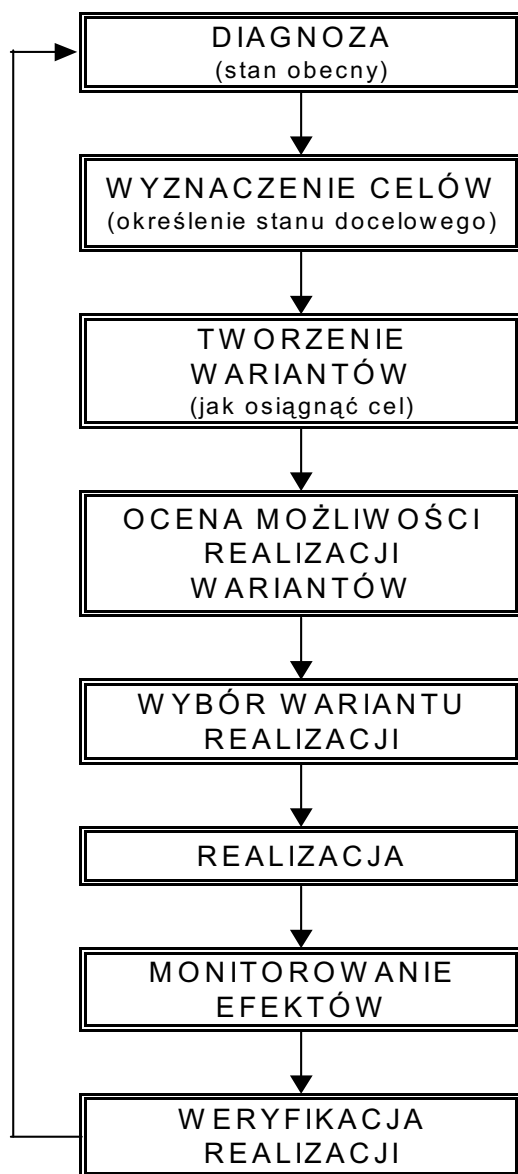 DIAGNOZA
(stan obecny)
WYZNACZENIE CELÓW
(określenie stanu docelowego)
TWORZENIE
WARIANTÓW
(jak osiągnąć cel)
OCENA MOŻLIWOŚCI
REALIZACJI
WARIANTÓW
WYBÓR WARIANTU
REALIZACJI
REALIZACJA
MONITOROWANIE
EFEKTÓW
WERYFIKACJA
REALIZACJI